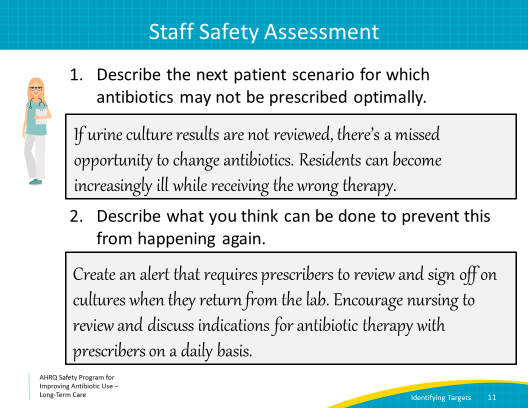 Staff Safety Assessment
1. Describe the next patient scenario for which
antibiotics may not be prescribed optimally.
If urine culture results are not reviewed, there's a missed
opportunity to change antibiotics. Residents can become
increasingly ill while receiving the wrong therapy.
2. Describe what you think can be done to prevent this
from happening again.
Create an alert that requires prescribers to review and sign off on
cultures when they return from the lab. Encourage nursing to
review and discuss indications for antibiotic therapy with
prescribers on a daily basis.
AHRQ Safety Program for
Improving Antibiotic Use –
Long-Term Care
Identifying Targets 11